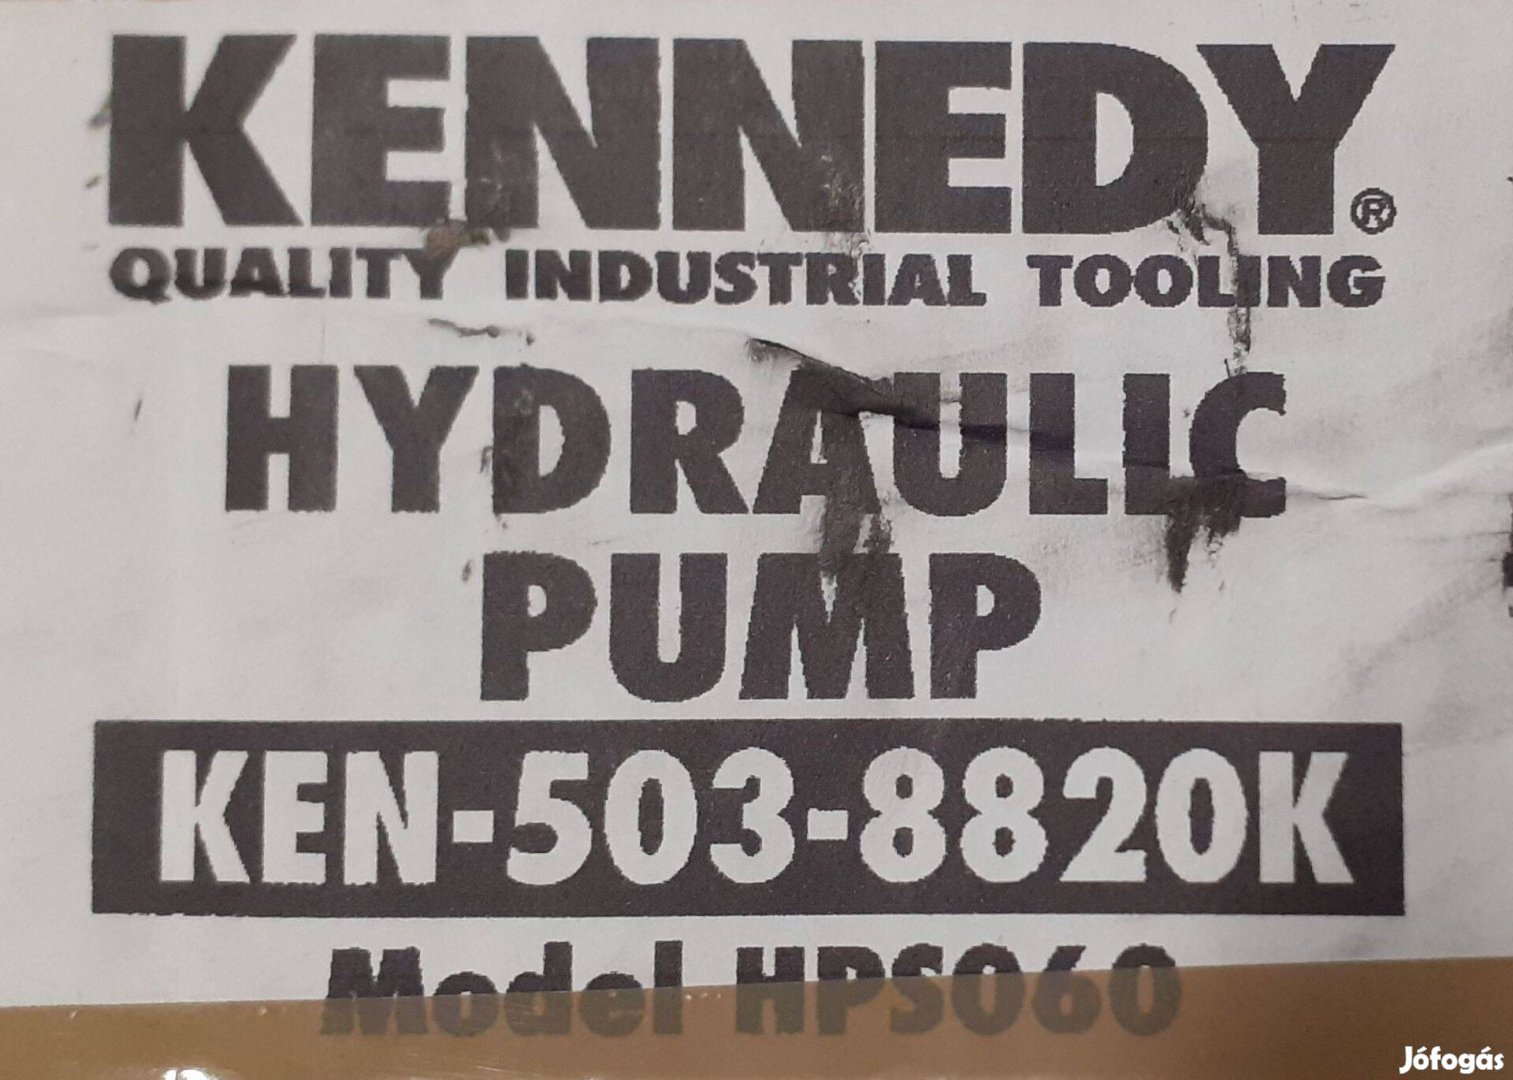 KENNEDY®
QUALITY INDUSTRIAL TOOLING
HYDRAULIC
PUMP
KEN-503-8820K
Model HPS060
Jófogás